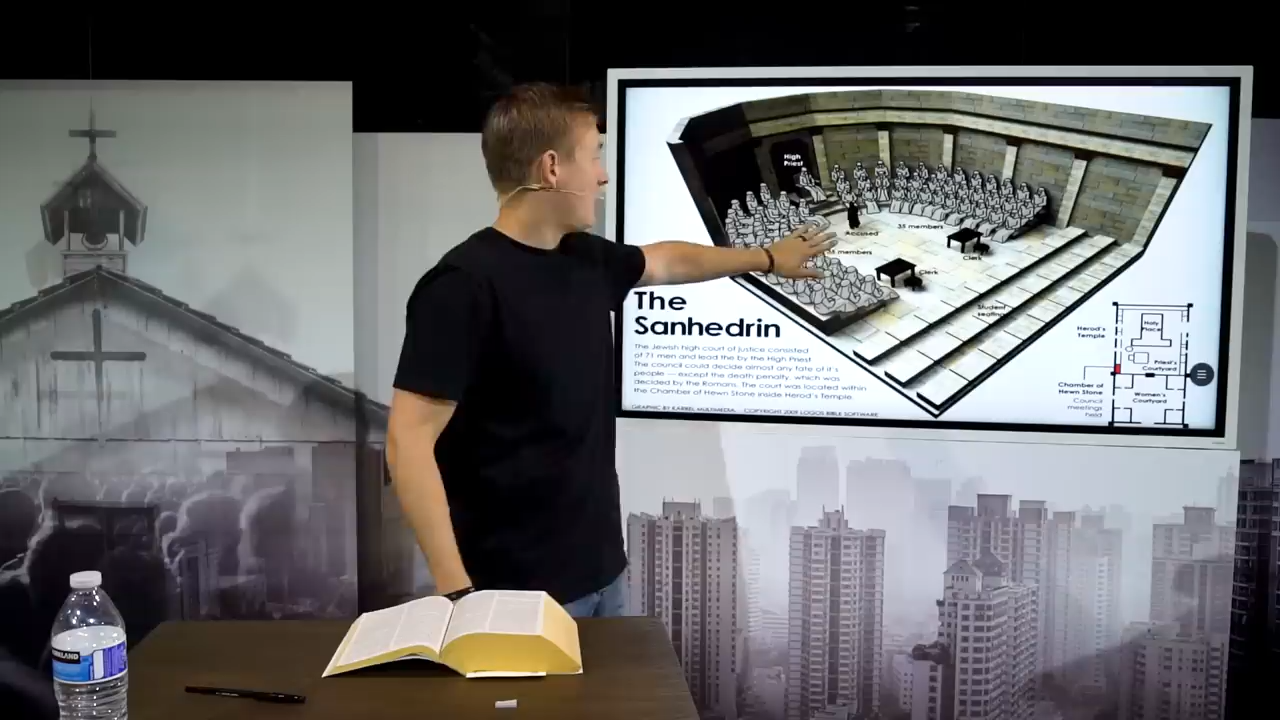 High
Priest
Accused
35 members
35 members
Clerk
Clerk
Student
seating
The
Sanhedrin
The Jewish high court of justice consisted
of 71 men and lead the by the High Priest.
The council could decide almost any fate of it's
people — except the death penalty, which was
decided by the Romans. The court was located within
the Chamber of Hewn Stone inside Herod's Temple.
GRAPHIC BY KARBEL MULTIMEDIA COPYRIGHT 2008 LOGOS BIBLE SOFTWARE
Herod's
Temple
Holy
Place
Priest's
Courtyard
Chamber of
Hewn Stone
Council
meetings
held
Women's
Courtyard
KIRKLAND